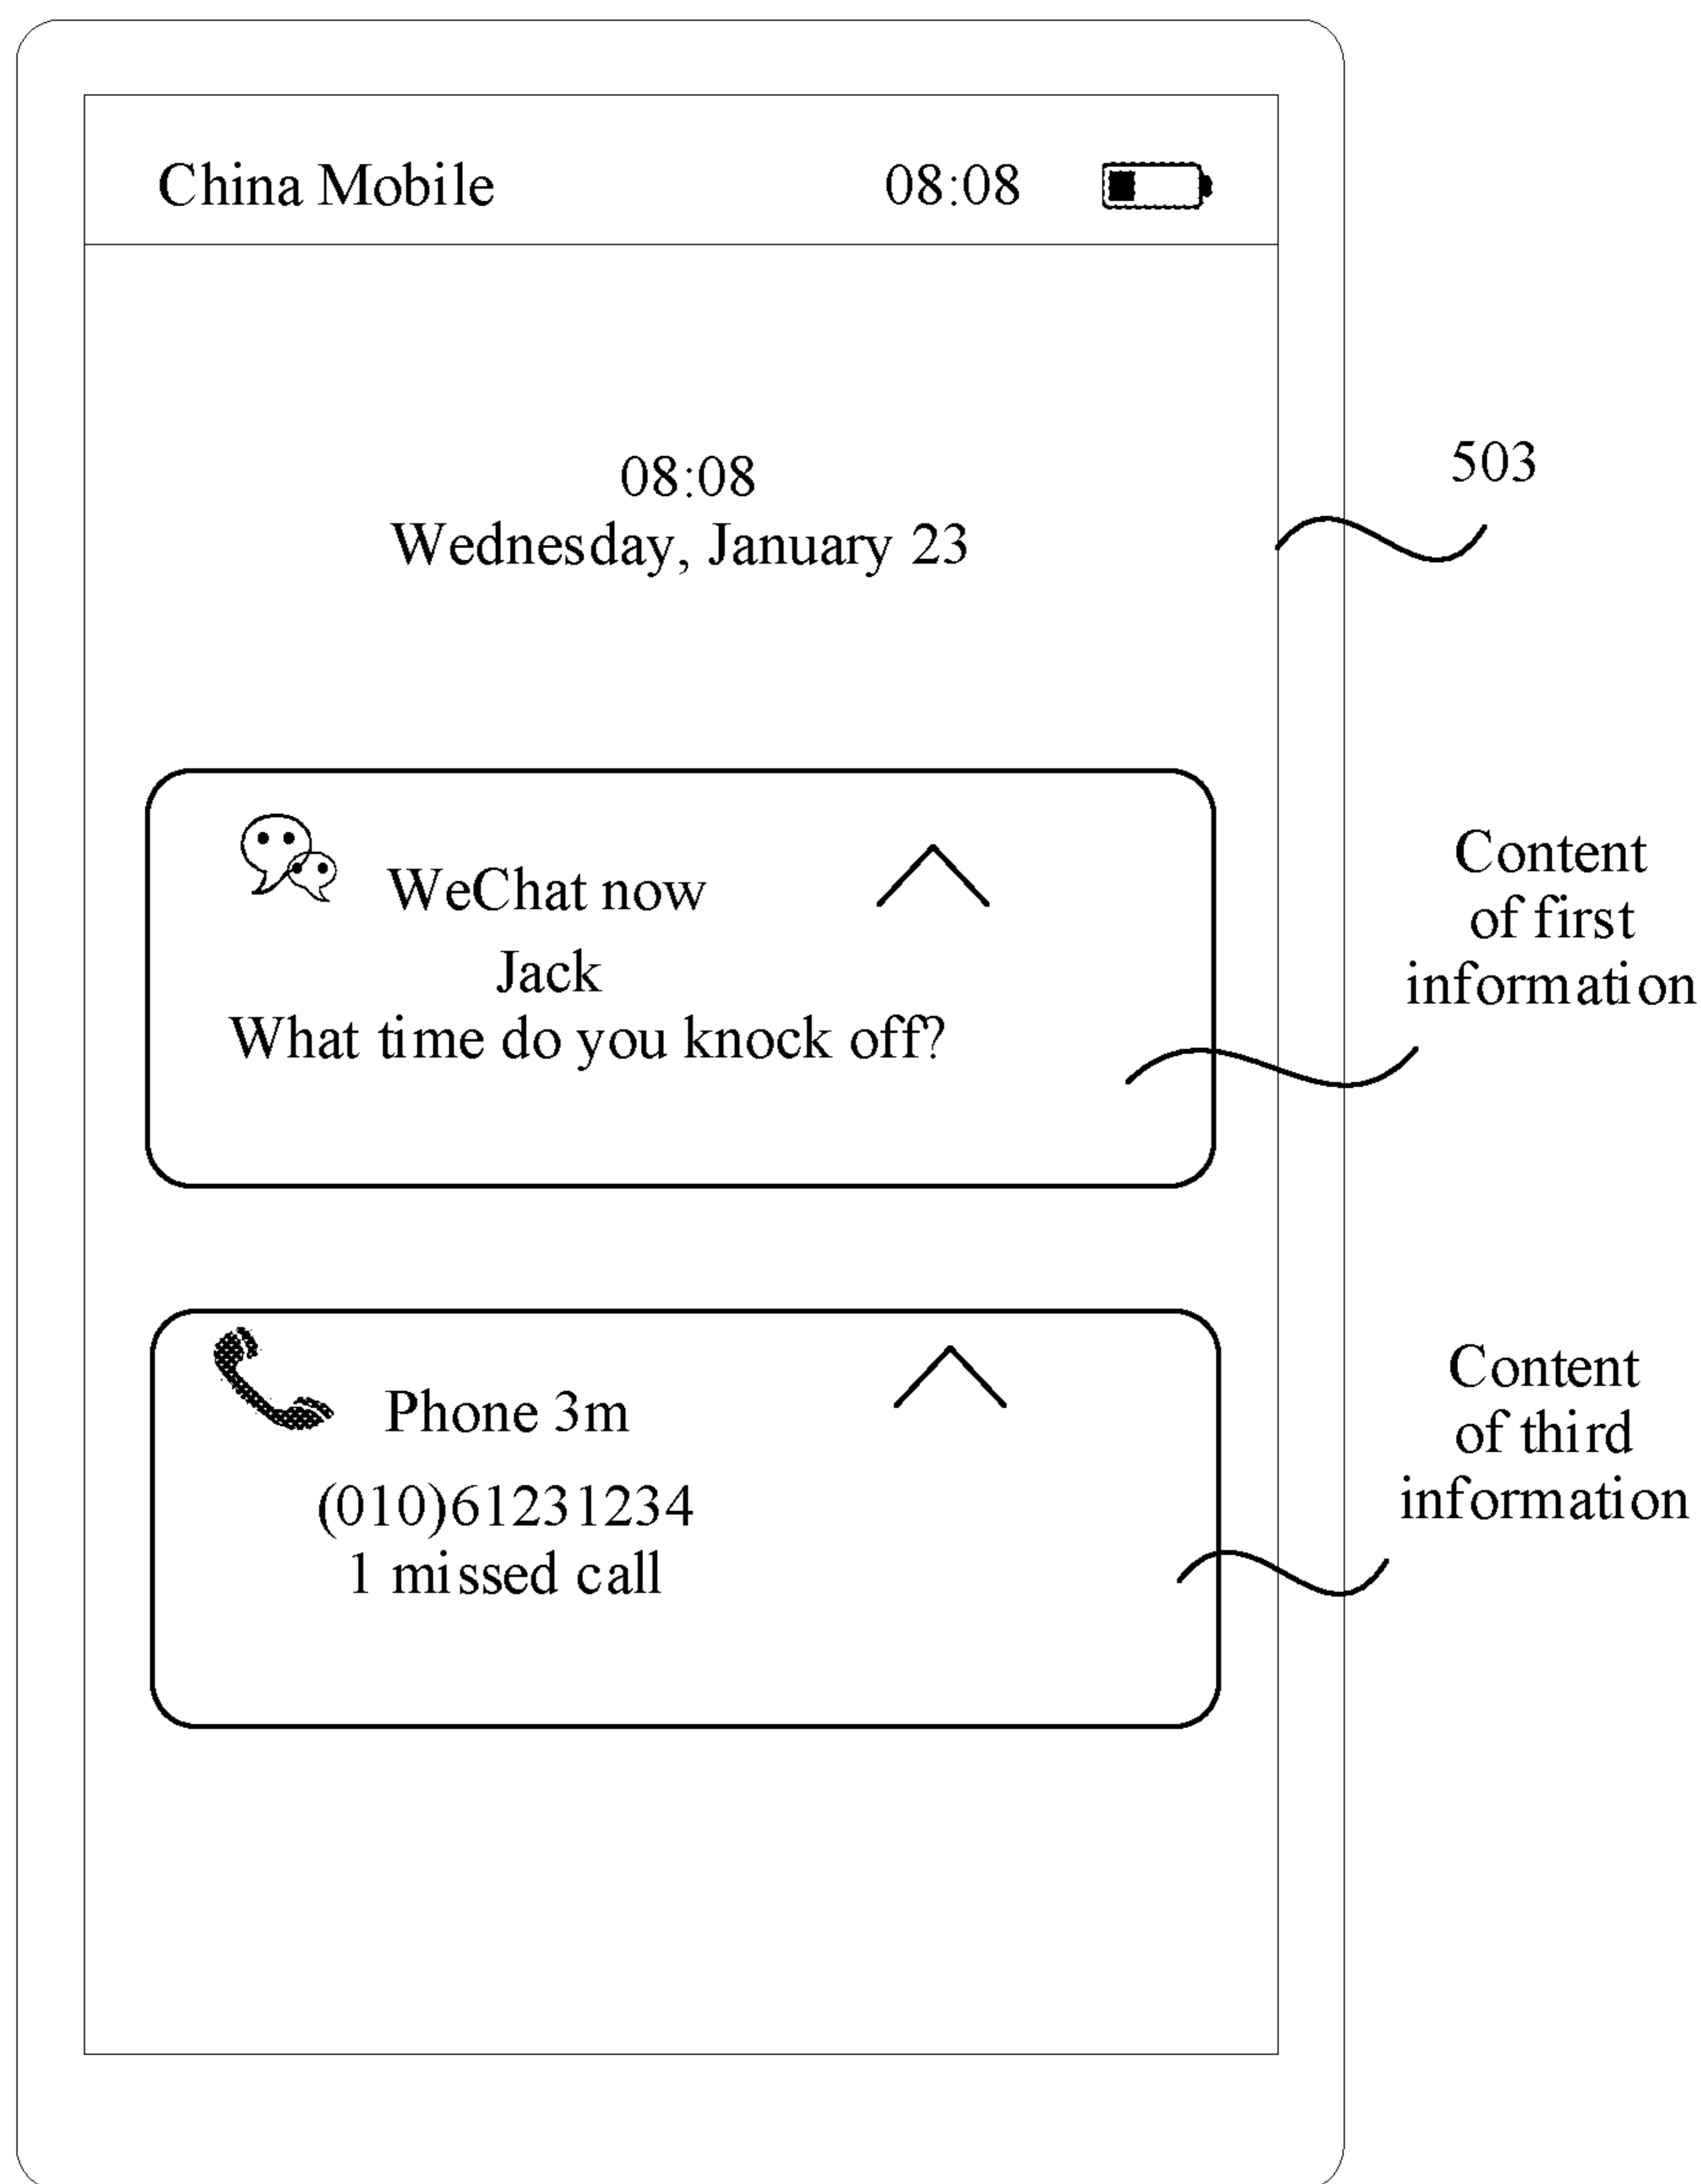 China Mobile 08:08
08:08
Wednesday, January 23
503
WeChat now
Jack
What time do you knock off?
Content
of first
information
Phone 3m
(010)61231234
1 missed call
Content
of third
information